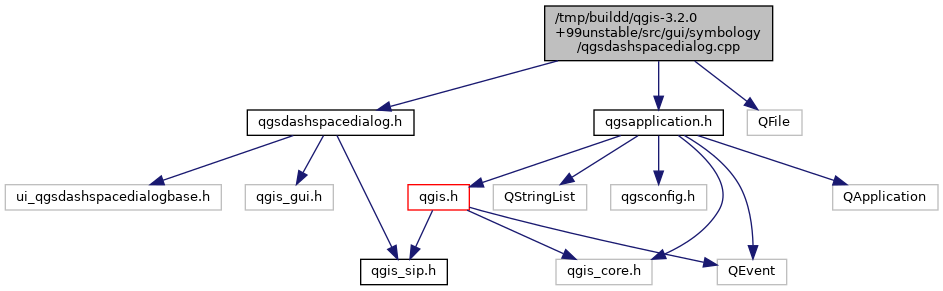 /tmp/buildd/qgis-3.2.0
+99unstable/src/gui/symbology
/qgsdashspacedialog.cpp
qgsdashspacedialog.h
qgsapplication.h
QFile
ui_qgsdashspacedialogbase.h
qgis_gui.h
qgis.h
QStringList
qgsconfig.h
QApplication
qgis_sip.h
qgis_core.h
QEvent